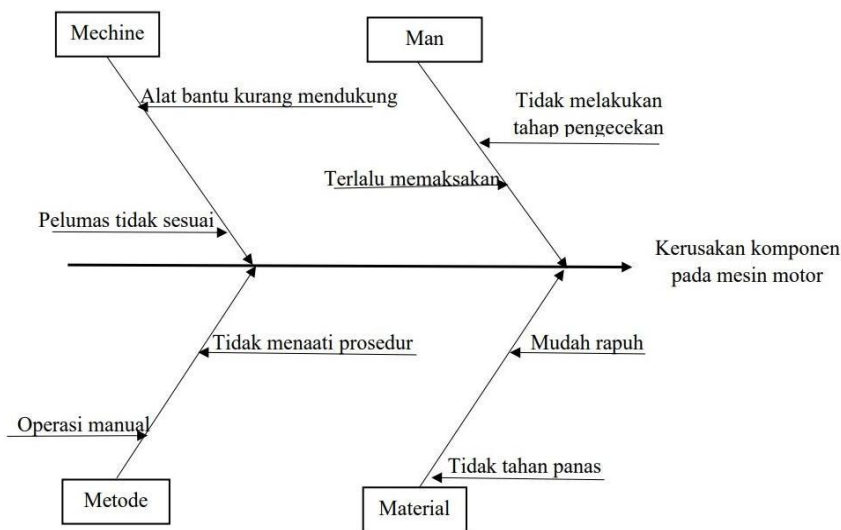 Mechine
Man
Alat bantu kurang mendukung
Tidak melakukan
tahap pengecekan
Terlalu memaksakan
Pelumas tidak sesuai
Kerusakan komponen
pada mesin motor
Tidak menaati prosedur
Mudah rapuh
Operasi manual
Tidak tahan panas
Metode
Material